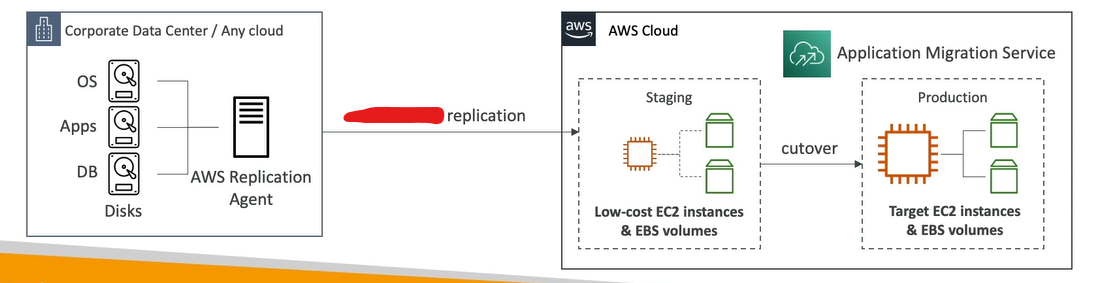 Corporate Data Center / Any cloud
OS
Apps
DB
Disks
AWS Replication
Agent
replication
aws
AWS Cloud
Application Migration Service
Staging
Low-cost EC2 instances
& EBS volumes
cutover
Production
Target EC2 instances
& EBS volumes